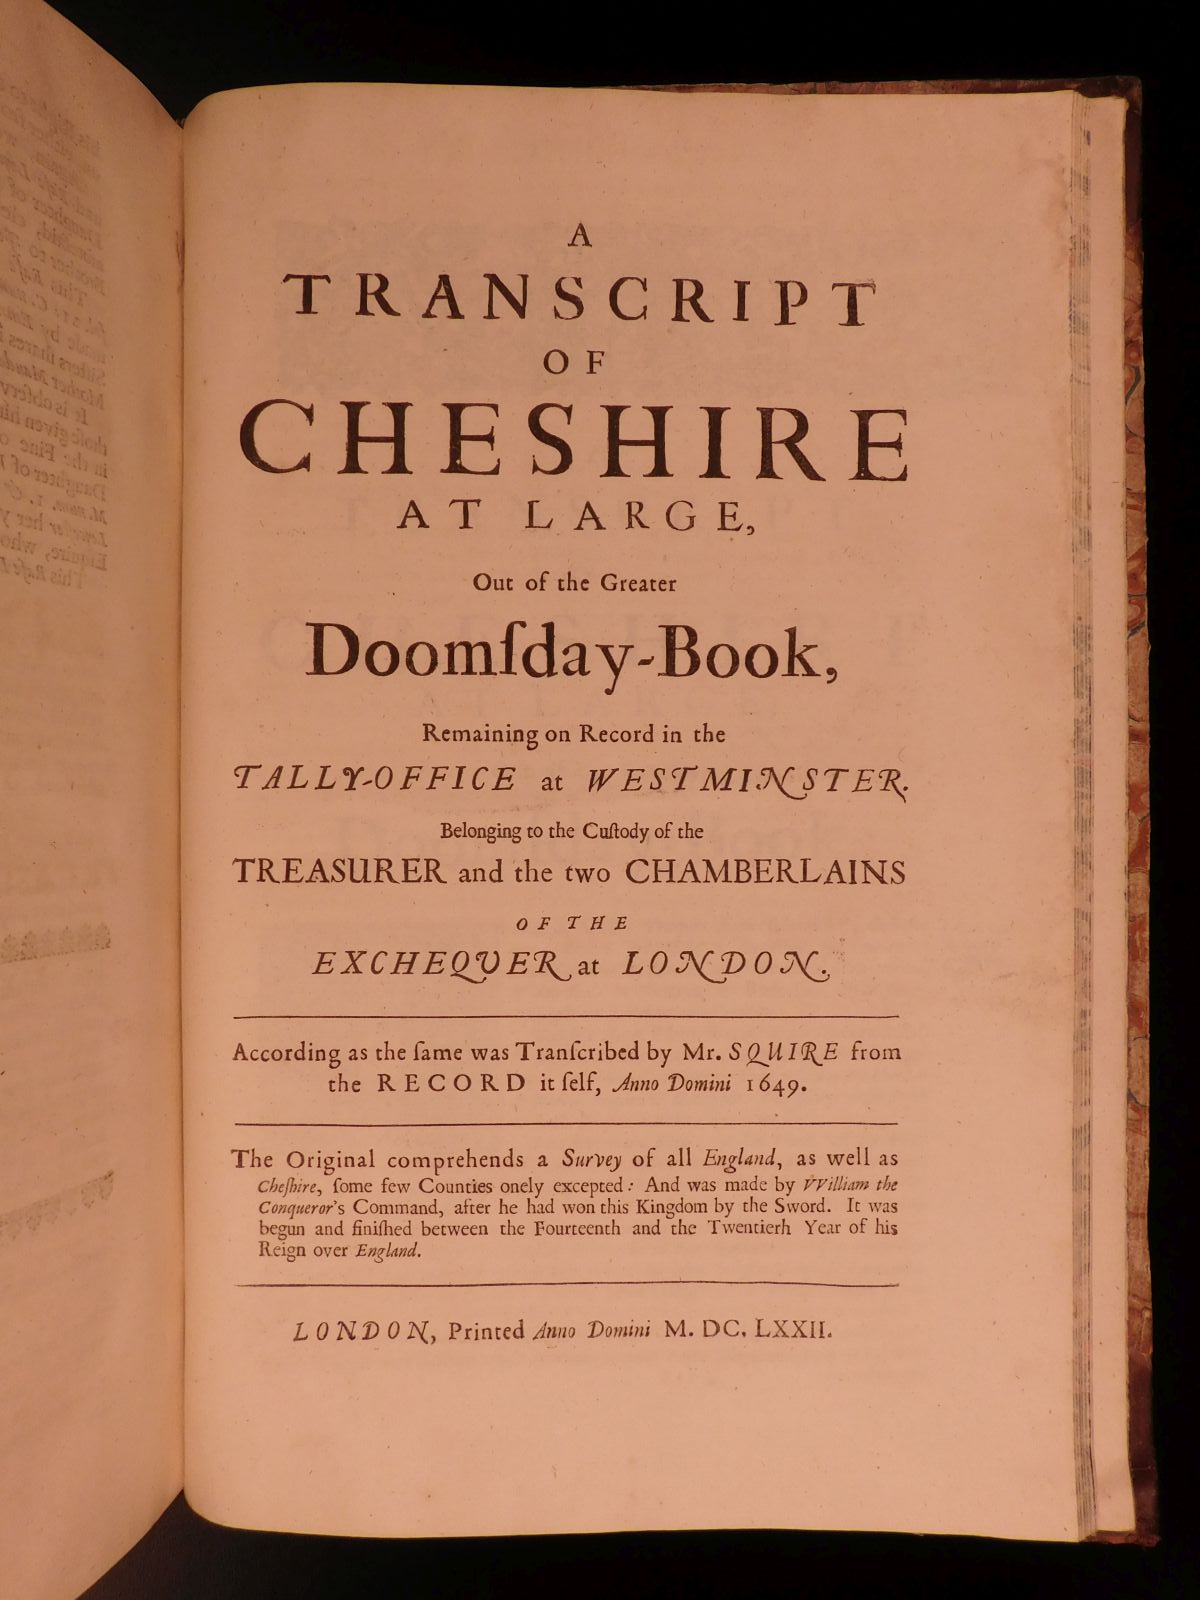 A
TRANSCRIPT
OF
CHESHIRE
AT LARGE,
Out of the Greater
Doomſday-Book,
Remaining on Record in the
TALLY-OFFICE at WESTMINSTER.
Belonging to the Cuſtody of the
TREASURER and the two CHAMBERLAINS
OF THE
EXCHEQUER at LONDON.
According as the ſame was Tranſcribed by Mr. SQUIRE from
the RECORD it ſelf, Anno Domini 1649.
The Original comprehends a Survey of all England, as well as
Cheſhire, ſome few Counties onely excepted: And was made by VVilliam the
Conqueror's Command, after he had won this Kingdom by the Sword. It was
begun and finiſhed between the Fourteenth and the Twentierh Year of his
Reign over England.
LONDON, Printed Anno Domini M. DC. LXXII.